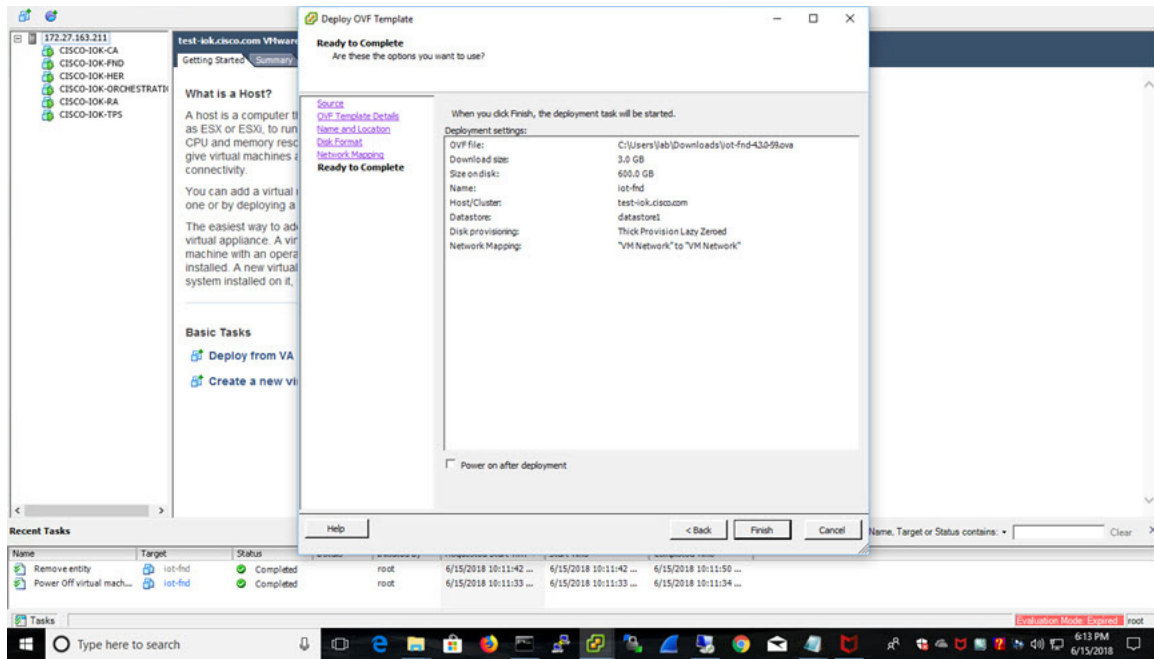 Deploy OVF Template
172.27.163.211
CISCO-IOK-CA
CISCO-IOK-FND
CISCO-IOK-HER
CISCO-IOK-ORCHESTRATI
CISCO-IOK-RA
CISCO-IOK-TPS
test-iok.cisco.com VMware
Getting Started Summary
What is a Host?
A host is a computer th
as ESX or ESXi, to run
CPU and memory resc
give virtual machines a
connectivity.
You can add a virtual
one or by deploying a
The easiest way to ad
virtual appliance. A vir
machine with an opera
installed. A new virtual
system installed on it,
Basic Tasks
Deploy from VA
Create a new vi
Ready to Complete
Are these the options you want to use?
Source
OVF Template Details
Name and Location
Disk Format
Network Mapping
Ready to Complete
When you click Finish, the deployment task will be started.
Deployment settings:
OVF file: C:\Users\lab\Downloads\iot-fnd-4.3.0-59.ova
Download size: 3.0 GB
Size on disk: 600.0 GB
Name: iot-fnd
Host/Cluster: test-iok.cisco.com
Datastore: datastore1
Disk provisioning: Thick Provision Lazy Zeroed
Network Mapping: "VM Network" to "VM Network"
Power on after deployment
Help < Back Finish Cancel
Recent Tasks Name, Target or Status contains: Clear
Name Target Status
Remove entity iot-fnd Completed root 6/15/2018 10:11:42 ... 6/15/2018 10:11:42 ... 6/15/2018 10:11:50 ...
Power Off virtual mach... iot-fnd Completed root 6/15/2018 10:11:33 ... 6/15/2018 10:11:33 ... 6/15/2018 10:11:34 ...
Tasks Evaluation Mode: Expired root
Type here to search
6:13 PM
6/15/2018